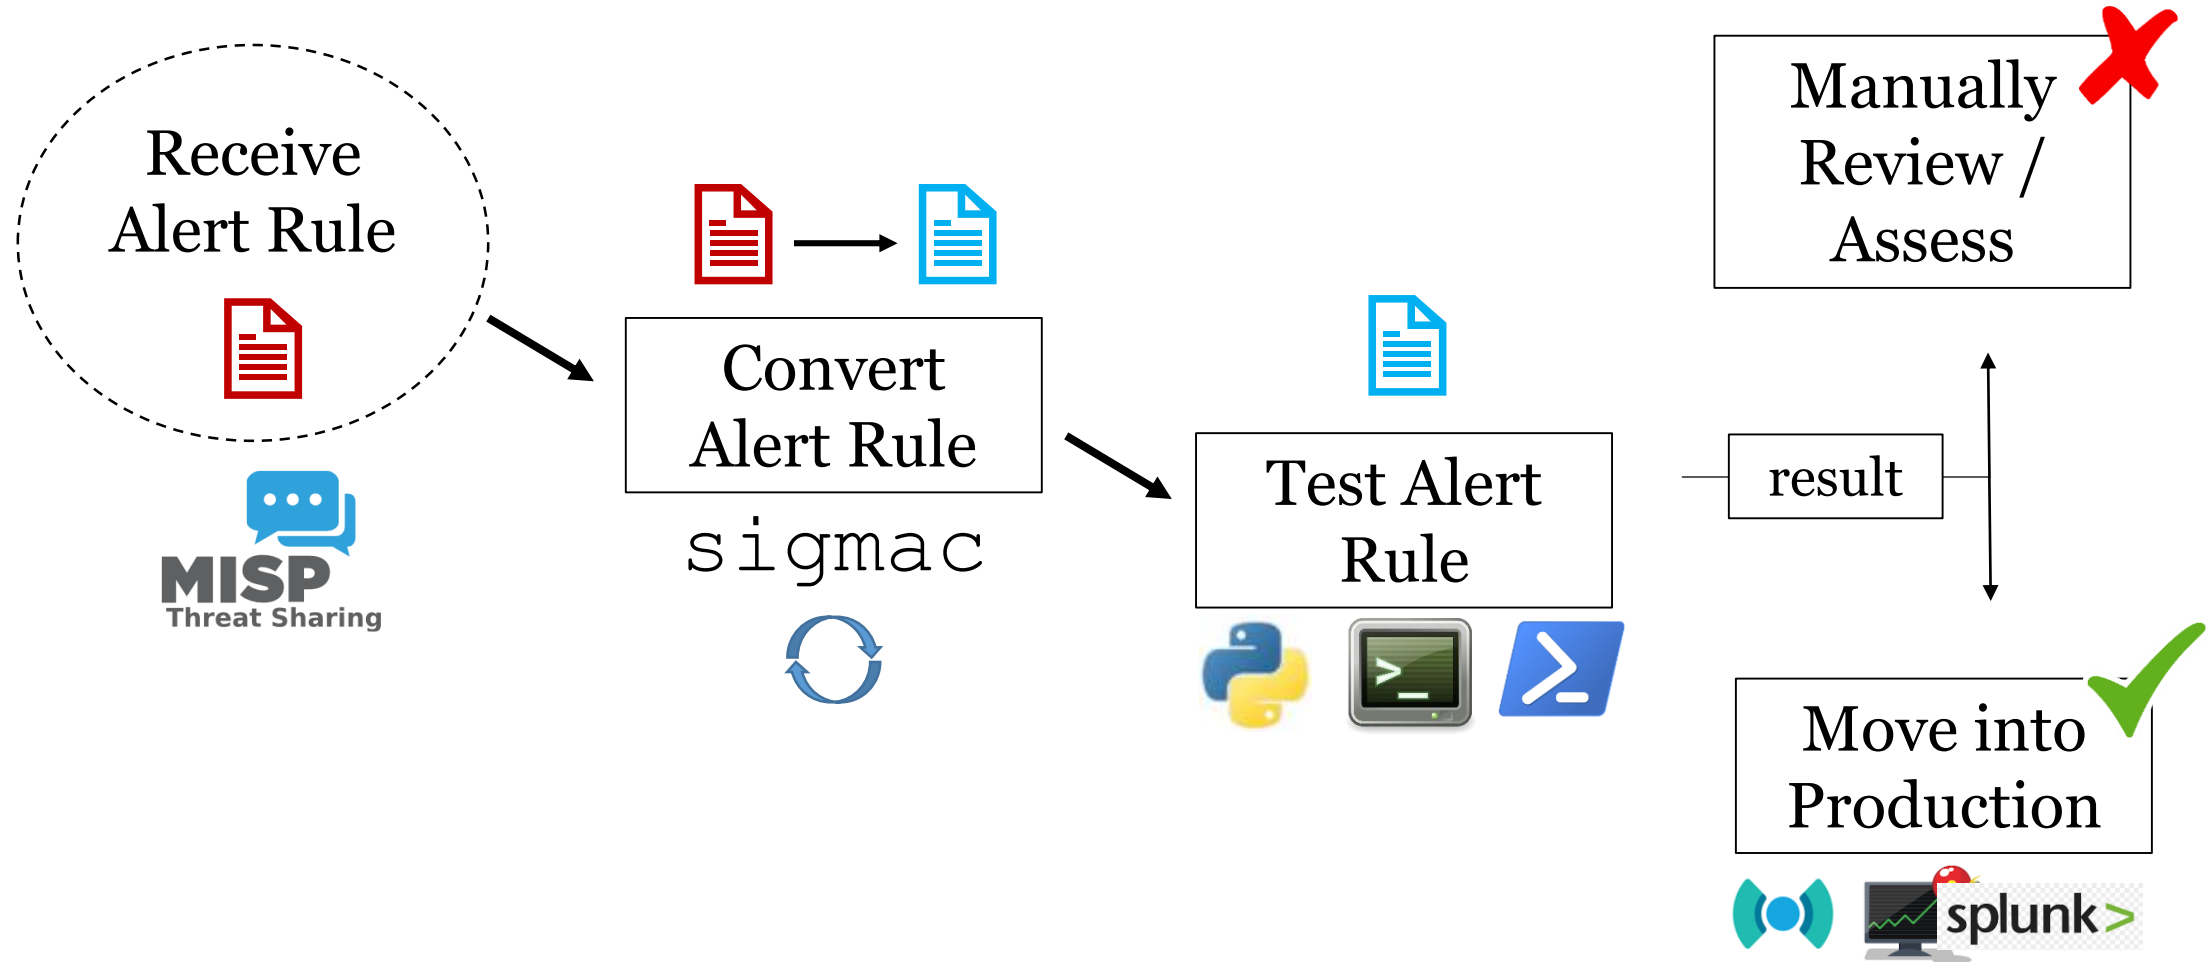 Receive
Alert Rule
MISP
Threat Sharing
Convert
Alert Rule
sigmac
Test Alert
Rule
>_
result
Manually
Review /
Assess
Move into
Production
splunk>